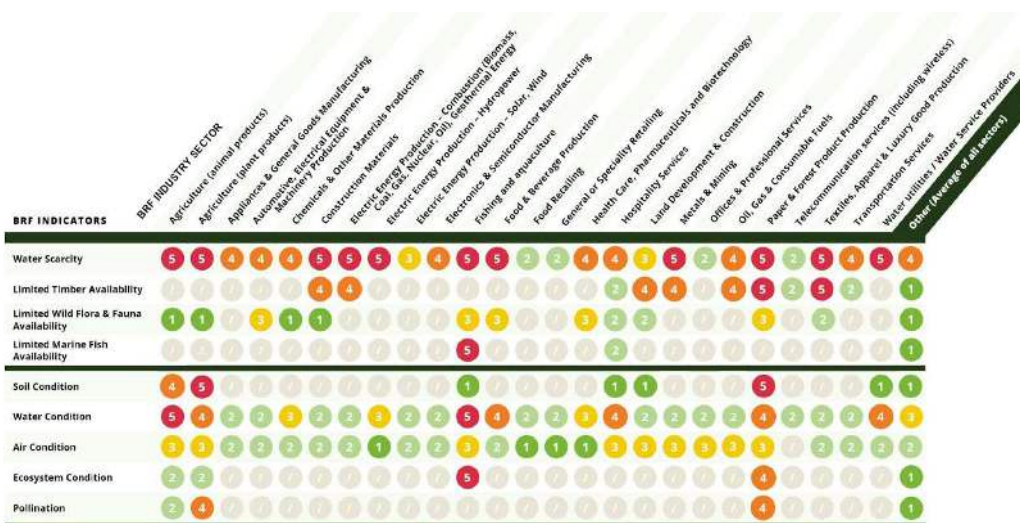 BRF INDUSTRY SECTOR
Agriculture (animal products)
Agriculture (plant products)
Appliances & General Goods Manufacturing
Automotive, Electrical Equipment &
Machinery Production
Chemicals & Other Materials Production
Construction Materials
Electric Energy Production - Combustion (Biomass,
Coal, Gas, Nuclear, Oil), Geothermal Energy
Electric Energy Production - Hydropower
Electric Energy Production - Solar, Wind
Electronics & Semiconductor Manufacturing
Fishing and aquaculture
Food & Beverage Production
Food Retailing
General or Speciality Retailing
Health Care, Pharmaceuticals and Biotechnology
Hospitality Services
Land Development & Construction
Metals & Mining
Offices & Professional Services
Oil, Gas & Consumable Fuels
Paper & Forest Product Production
Telecommunication services (including wireless)
Textiles, Apparel & Luxury Good Production
Transportation Services
Water utilities / Water Service Providers
Other (Average of all sectors)
BRF INDICATORS
Water Scarcity 5 5 4 4 4 5 5 5 3 4 5 5 2 2 4 4 3 5 2 4 5 2 5 4 5 4
Limited Timber Availability / / / / / 4 4 / / / / / / / / 2 4 4 / 4 5 2 5 2 / 1
Limited Wild Flora & Fauna
Availability 1 1 / 3 1 1 / / / / 3 3 / / 3 2 2 / / / 3 / 2 / / 1
Limited Marine Fish
Availability / / / / / / / / / / 5 / / / / 2 / / / / / / / / / 1
Soil Condition 4 5 / / / / / / / / 1 / / / / 1 1 / / / 5 / / / 1 1
Water Condition 5 4 2 2 3 2 2 3 2 2 5 4 2 2 3 4 2 2 2 2 4 2 2 2 4 3
Air Condition 3 3 2 2 2 2 2 1 2 2 3 2 1 1 1 3 3 3 3 3 3 / 2 2 2 2
Ecosystem Condition 2 2 / / / / / / / / 5 / / / / / / / / / 4 / / / / 1
Pollination 2 4 / / / / / / / / / / / / / / / / / / 4 / / / / 1